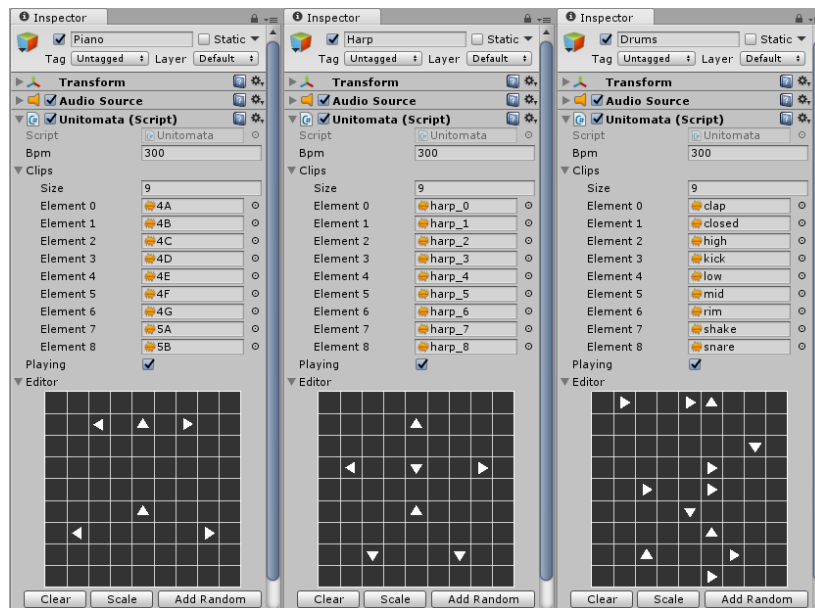 Inspector
Piano
Static
Tag Untagged Layer Default
Transform
Audio Source
Unitomata (Script)
Script Unitomata
Bpm 300
Clips
Size 9
Element 0 4A
Element 1 4B
Element 2 4C
Element 3 4D
Element 4 4E
Element 5 4F
Element 6 4G
Element 7 5A
Element 8 5B
Playing
Editor
Clear Scale Add Random
Inspector
Harp
Static
Tag Untagged Layer Default
Transform
Audio Source
Unitomata (Script)
Script Unitomata
Bpm 300
Clips
Size 9
Element 0 harp_0
Element 1 harp_1
Element 2 harp_2
Element 3 harp_3
Element 4 harp_4
Element 5 harp_5
Element 6 harp_6
Element 7 harp_7
Element 8 harp_8
Playing
Editor
Clear Scale Add Random
Inspector
Drums
Static
Tag Untagged Layer Default
Transform
Audio Source
Unitomata (Script)
Script Unitomata
Bpm 300
Clips
Size 9
Element 0 clap
Element 1 closed
Element 2 high
Element 3 kick
Element 4 low
Element 5 mid
Element 6 rim
Element 7 shake
Element 8 snare
Playing
Editor
Clear Scale Add Random